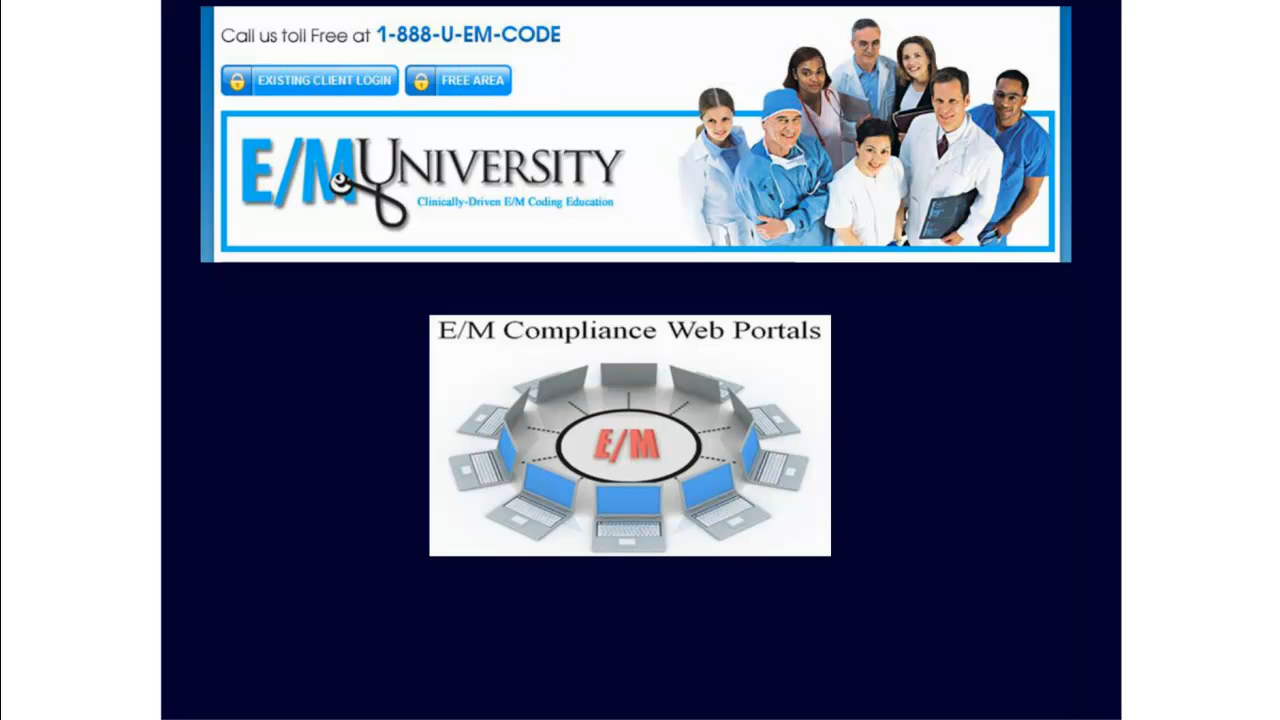 Call us toll Free at 1-888-U-EM-CODE
EXISTING CLIENT LOGIN
FREE AREA
E/M UNIVERSITY
Clinically-Driven E/M Coding Education
E/M Compliance Web Portals
E/M